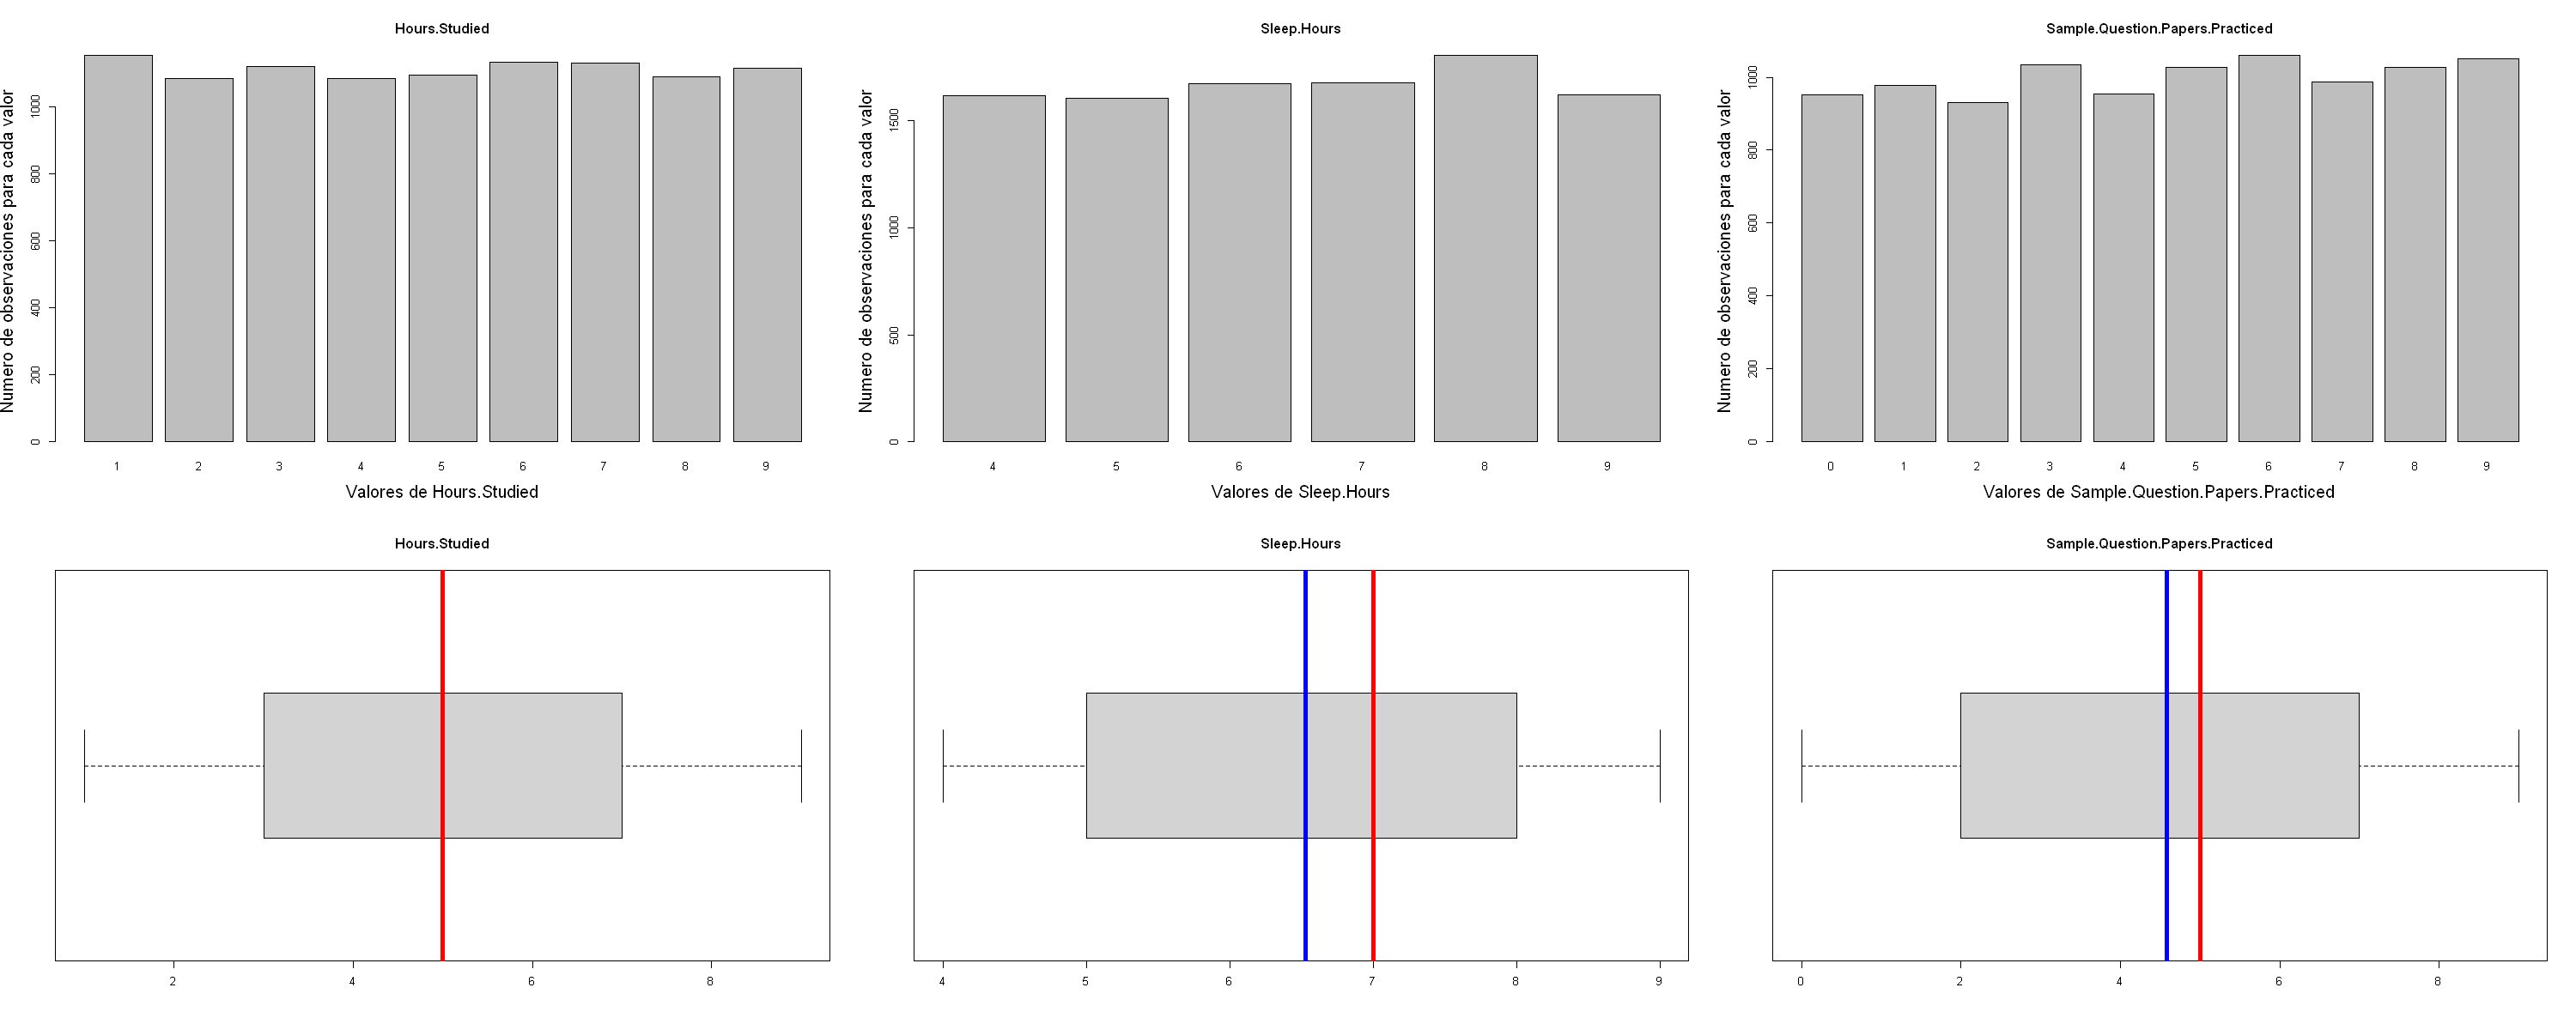 Hours.Studied
Numero de observaciones para cada valor
1000
800
600
400
200
0
1 2 3 4 5 6 7 8 9
Valores de Hours.Studied
Sleep.Hours
Numero de observaciones para cada valor
1500
1000
500
0
4 5 6 7 8 9
Valores de Sleep.Hours
Sample.Question.Papers.Practiced
Numero de observaciones para cada valor
1000
800
600
400
200
0
0 1 2 3 4 5 6 7 8 9
Valores de Sample.Question.Papers.Practiced
Hours.Studied
2 4 6 8
Sleep.Hours
4 5 6 7 8 9
Sample.Question.Papers.Practiced
0 2 4 6 8